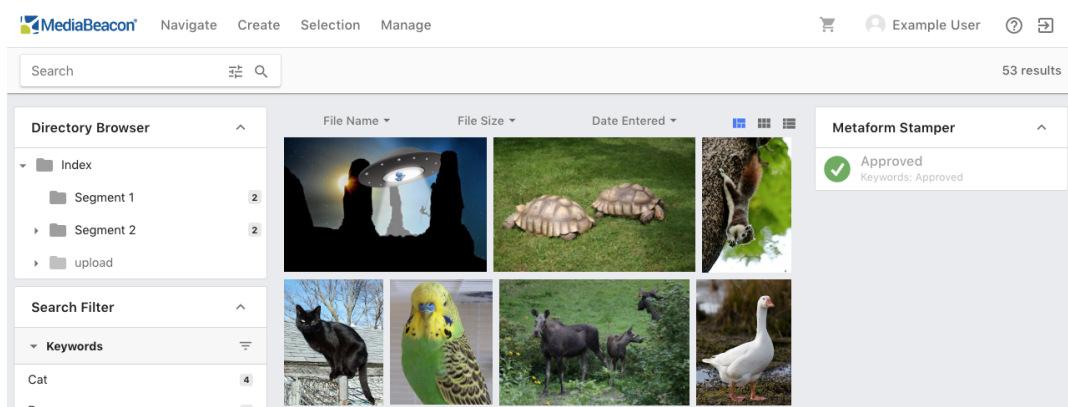 MediaBeacon® Navigate Create Selection Manage Example User
Search 53 results
Directory Browser
Index
Segment 1 2
Segment 2 2
upload
Search Filter
Keywords
Cat 4
File Name File Size Date Entered
Metaform Stamper
Approved
Keywords: Approved